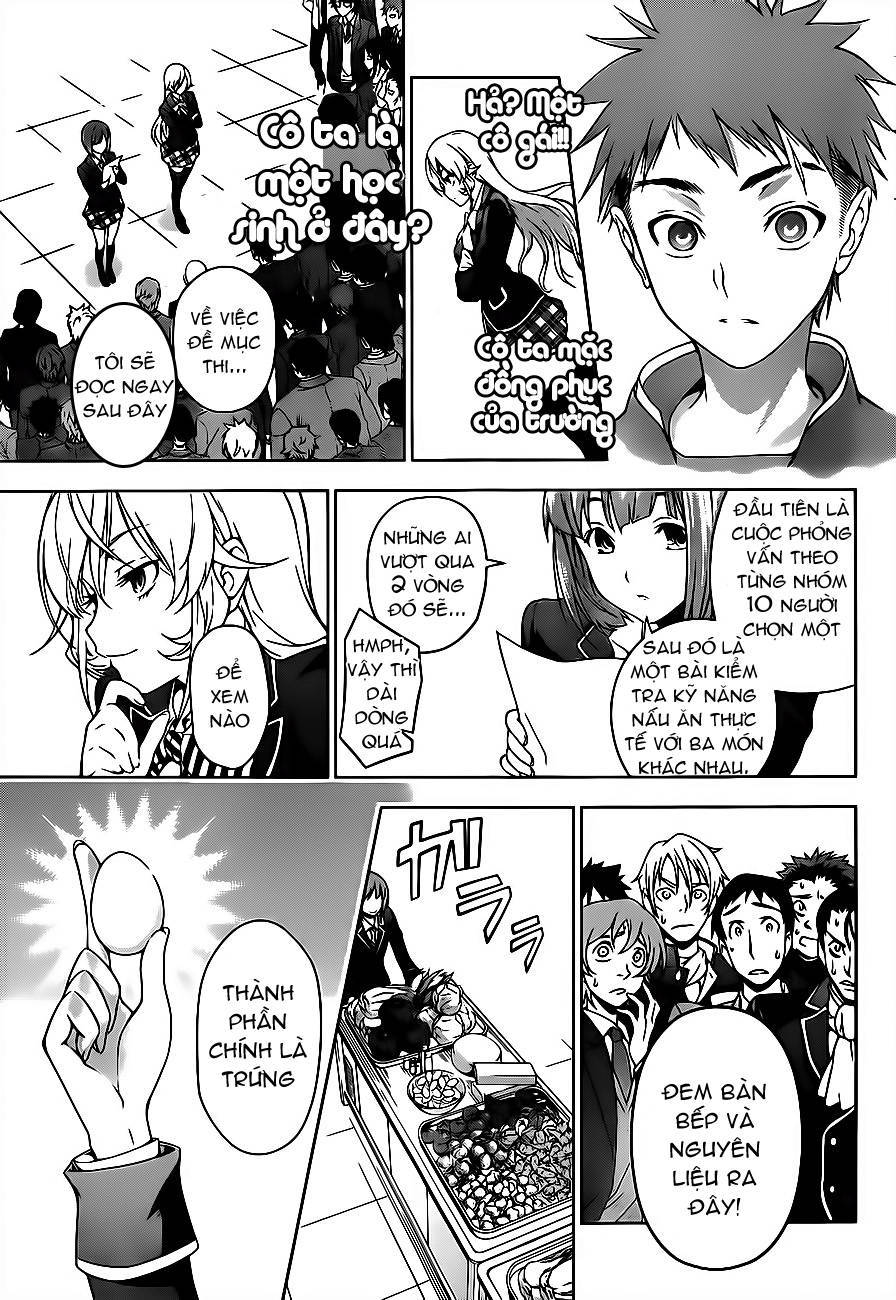 Hả? Một
cô gái!!!
Cô ta mặc
đồng phục
của trường
Cô ta là
một học
sinh ở đây?
VỀ VIỆC
ĐỀ MỤC
THI...
TÔI SẼ
ĐỌC NGAY
SAU ĐÂY
ĐẦU TIÊN LÀ
CUỘC PHỎNG
VẤN THEO
TỪNG NHỐM
10 NGƯỜI
CHỌN MỘT
SAU ĐÓ LÀ
MỘT BÀI KIỂM
TRA KỸ NĂNG
NẤU ĂN THỰC
TẾ VỚI BA MÓN
KHÁC NHAU.
NHỮNG AI
VƯỢT QUA
2 VÒNG
ĐÓ SẼ...
HMPH,
VẬY THÌ
DÀI
DÒNG
QUÁ
ĐỂ
XEM
NÀO
ĐEM BÀN
BẾP VÀ
NGUYÊN
LIỆU RA
ĐÂY!
ガラララ
THÀNH
PHẦN
CHÍNH LÀ
TRỨNG